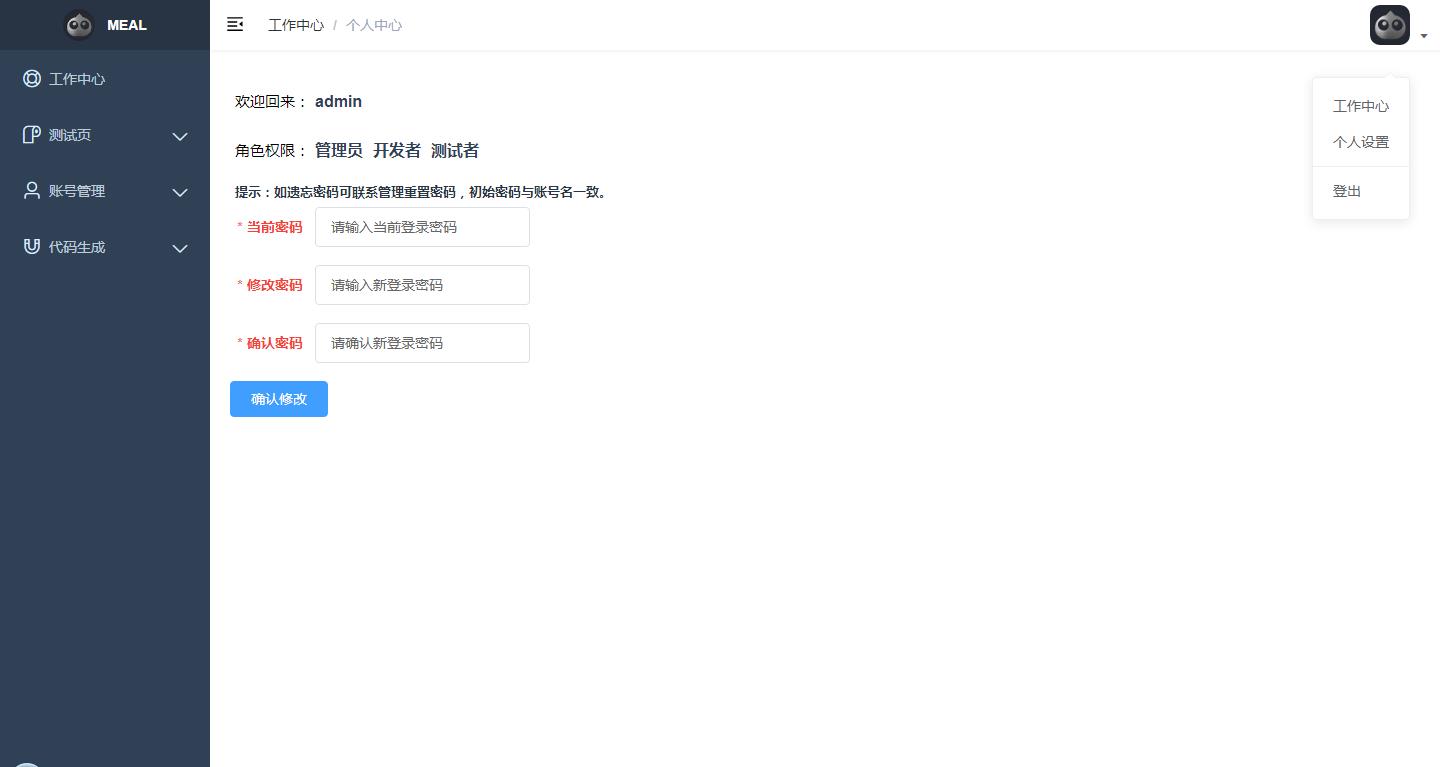 MEAL
工作中心
测试页
账号管理
代码生成
工作中心 / 个人中心
工作中心
个人设置
登出
欢迎回来： admin
角色权限： 管理员 开发者 测试者
提示：如遗忘密码可联系管理重置密码，初始密码与账号名一致。
* 当前密码 请输入当前登录密码
* 修改密码 请输入新登录密码
* 确认密码 请确认新登录密码
确认修改